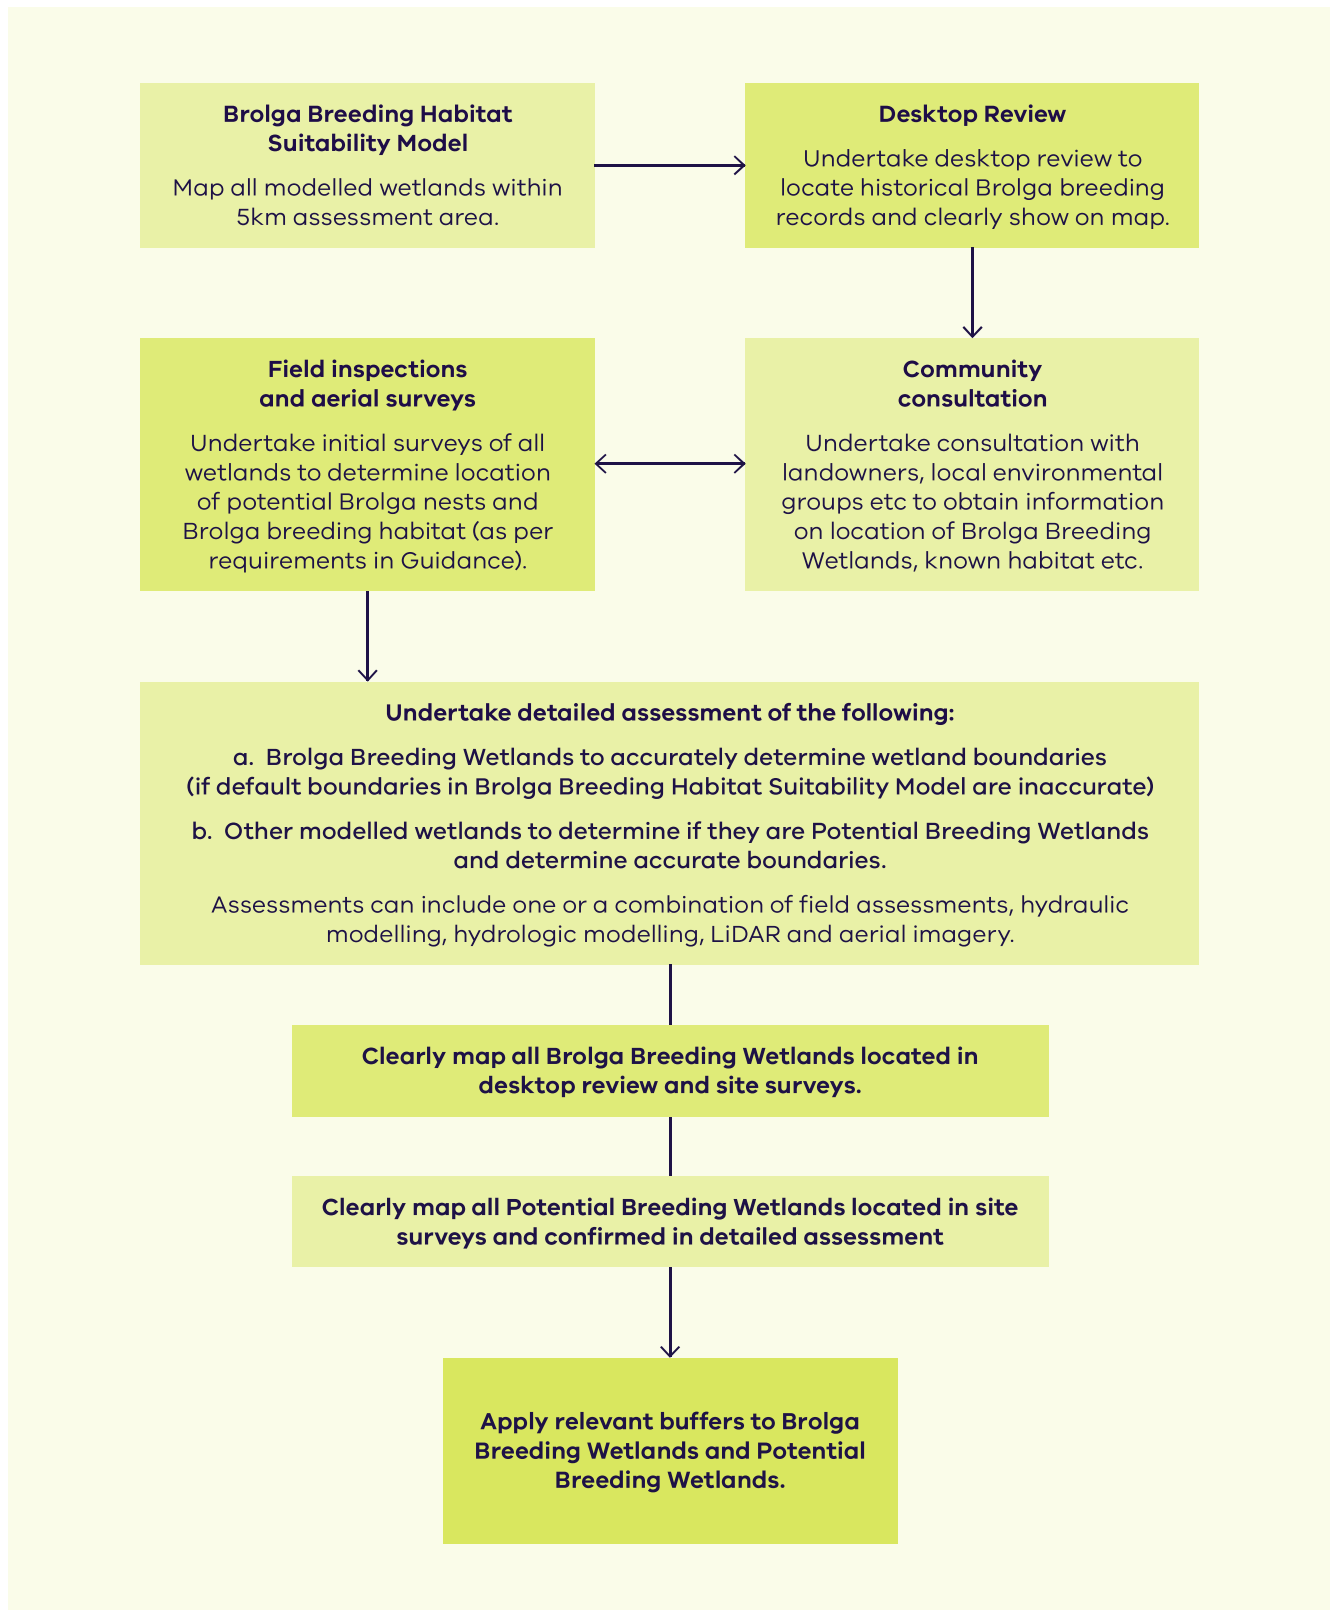 Brolga Breeding Habitat
Suitability Model
Map all modelled wetlands within
5km assessment area.
Desktop Review
Undertake desktop review to
locate historical Brolga breeding
records and clearly show on map.
Field inspections
and aerial surveys
Undertake initial surveys of all
wetlands to determine location
of potential Brolga nests and
Brolga breeding habitat (as per
requirements in Guidance).
Community
consultation
Undertake consultation with
landowners, local environmental
groups etc to obtain information
on location of Brolga Breeding
Wetlands, known habitat etc.
Undertake detailed assessment of the following:
a. Brolga Breeding Wetlands to accurately determine wetland boundaries
(if default boundaries in Brolga Breeding Habitat Suitability Model are inaccurate)
b. Other modelled wetlands to determine if they are Potential Breeding Wetlands
and determine accurate boundaries.
Assessments can include one or a combination of field assessments, hydraulic
modelling, hydrologic modelling, LiDAR and aerial imagery.
Clearly map all Brolga Breeding Wetlands located in
desktop review and site surveys.
Clearly map all Potential Breeding Wetlands located in site
surveys and confirmed in detailed assessment
Apply relevant buffers to Brolga
Breeding Wetlands and Potential
Breeding Wetlands.